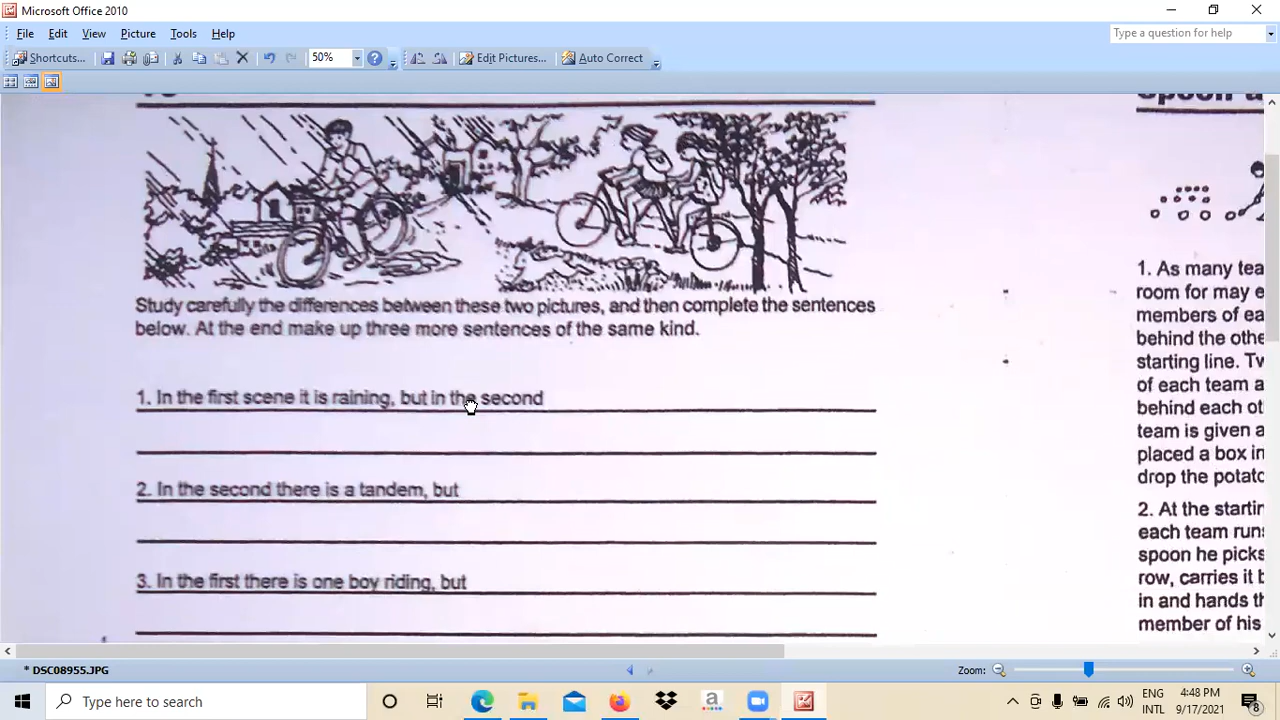 Microsoft Office 2010
File Edit View Picture Tools Help
Type a question for help
Shortcuts... 50% Edit Pictures... Auto Correct
Study carefully the differences between these two pictures, and then complete the sentences
below. At the end make up three more sentences of the same kind.
1. In the first scene it is raining, but in the second
2. In the second there is a tandem, but
3. In the first there is one boy riding, but
Spoon a
1. As many tea
room for may e
members of ea
behind the othe
starting line. Tw
of each team a
behind each ot
team is given a
placed a box in
drop the potato
2. At the startin
each team run
spoon he picks
row, carries it b
in and hands th
member of his
* DSC08955.JPG
Zoom:
Type here to search
ENG
INTL
4:48 PM
9/17/2021
8